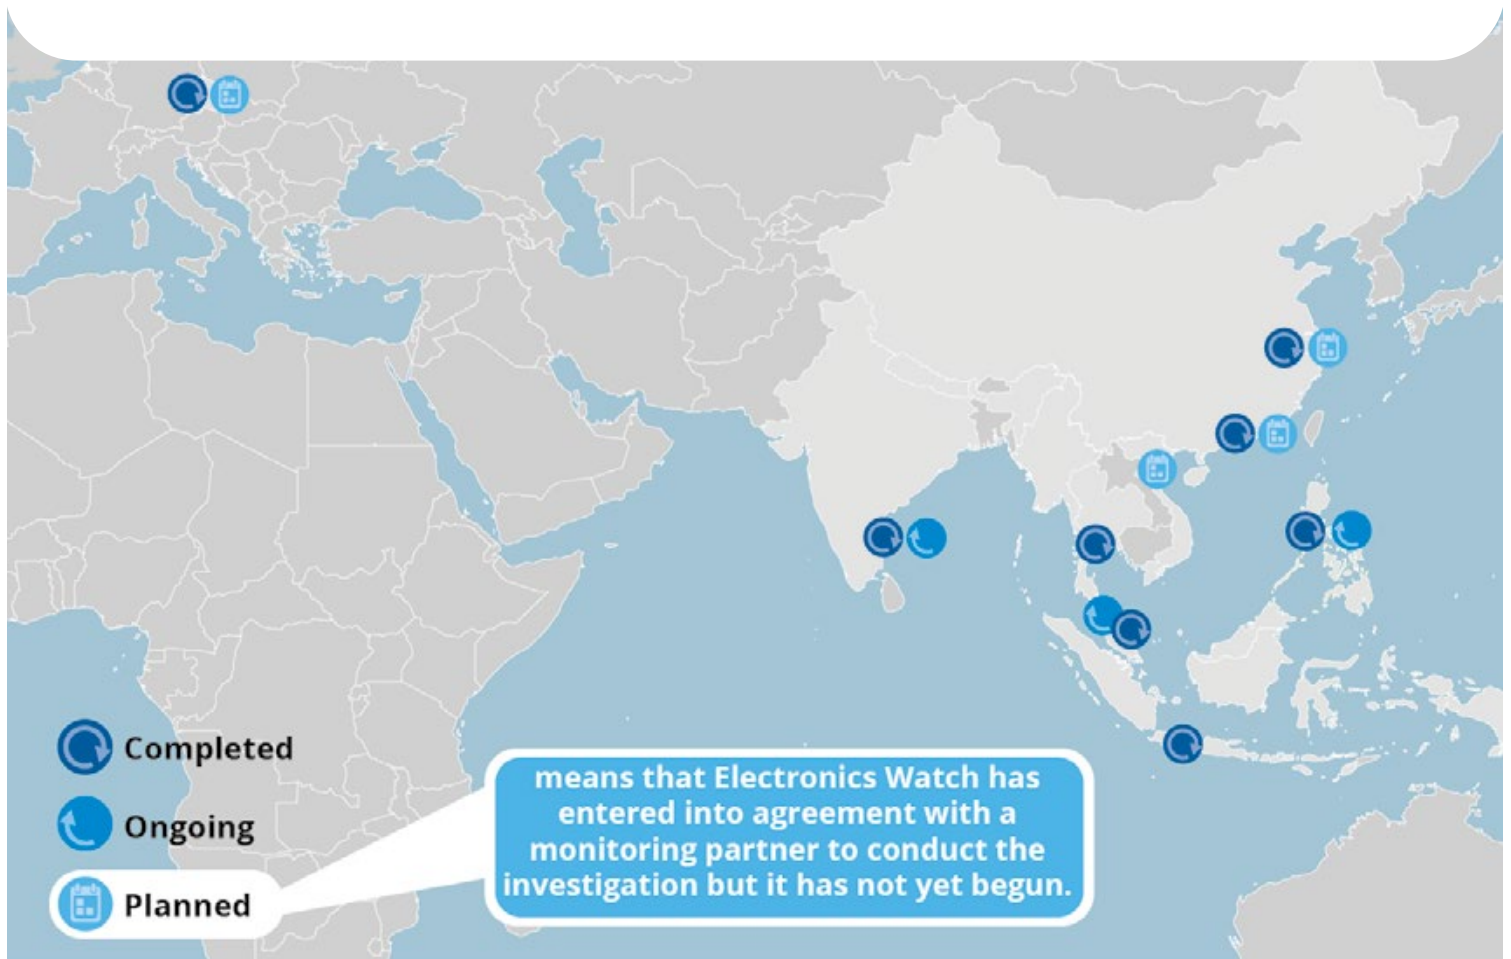 Completed
Ongoing
Planned
means that Electronics Watch has
entered into agreement with a
monitoring partner to conduct the
investigation but it has not yet begun.